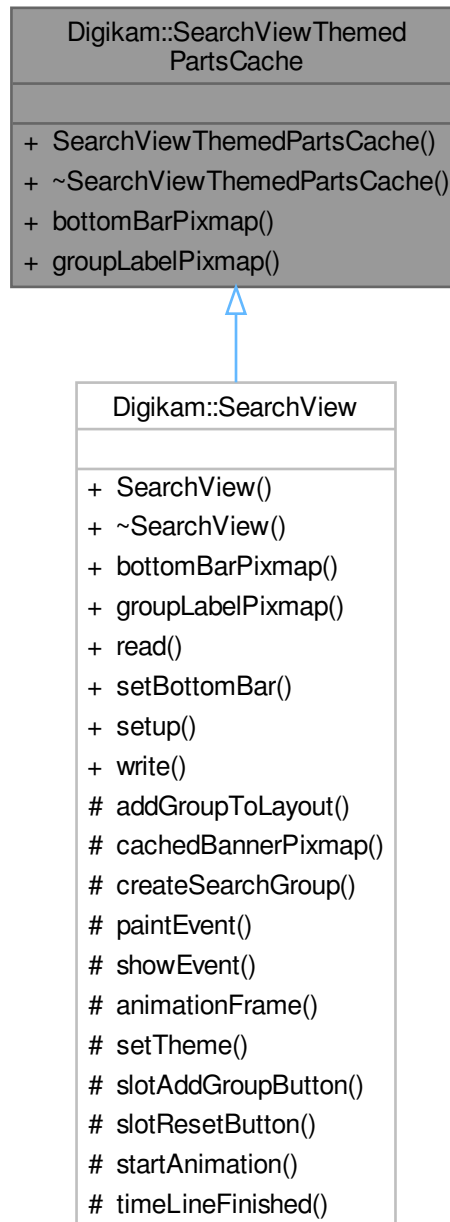 Digikam::SearchViewThemed
PartsCache
+ SearchViewThemedPartsCache()
+ ~SearchViewThemedPartsCache()
+ bottomBarPixmap()
+ groupLabelPixmap()
Digikam::SearchView
+ SearchView()
+ ~SearchView()
+ bottomBarPixmap()
+ groupLabelPixmap()
+ read()
+ setBottomBar()
+ setup()
+ write()
# addGroupToLayout()
# cachedBannerPixmap()
# createSearchGroup()
# paintEvent()
# showEvent()
# animationFrame()
# setTheme()
# slotAddGroupButton()
# slotResetButton()
# startAnimation()
# timeLineFinished()